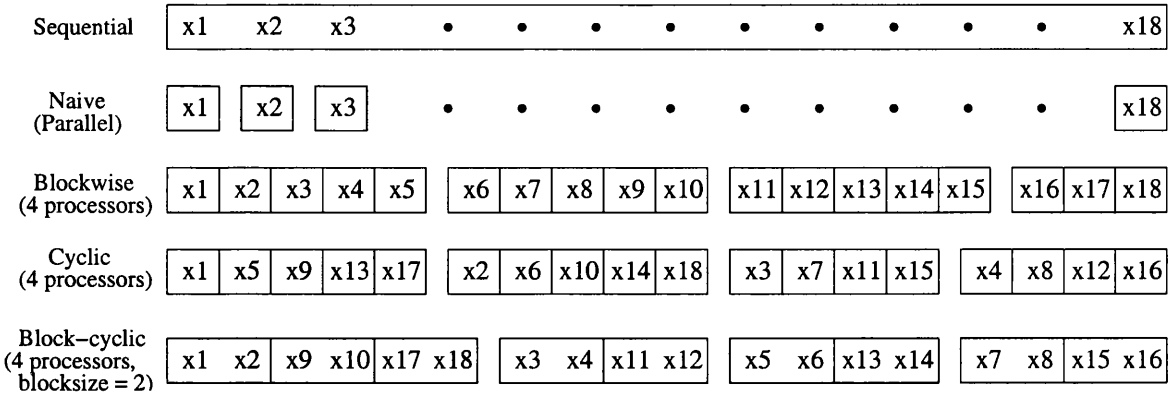 Sequential x1 x2 x3 • • • • • • • • • x18
Naive
(Parallel) x1 x2 x3 • • • • • • • • • x18
Blockwise
(4 processors) x1 x2 x3 x4 x5 x6 x7 x8 x9 x10 x11 x12 x13 x14 x15 x16 x17 x18
Cyclic
(4 processors) x1 x5 x9 x13 x17 x2 x6 x10 x14 x18 x3 x7 x11 x15 x4 x8 x12 x16
Block-cyclic
(4 processors, x1 x2 x9 x10 x17 x18 x3 x4 x11 x12 x5 x6 x13 x14 x7 x8 x15 x16
blocksize = 2)